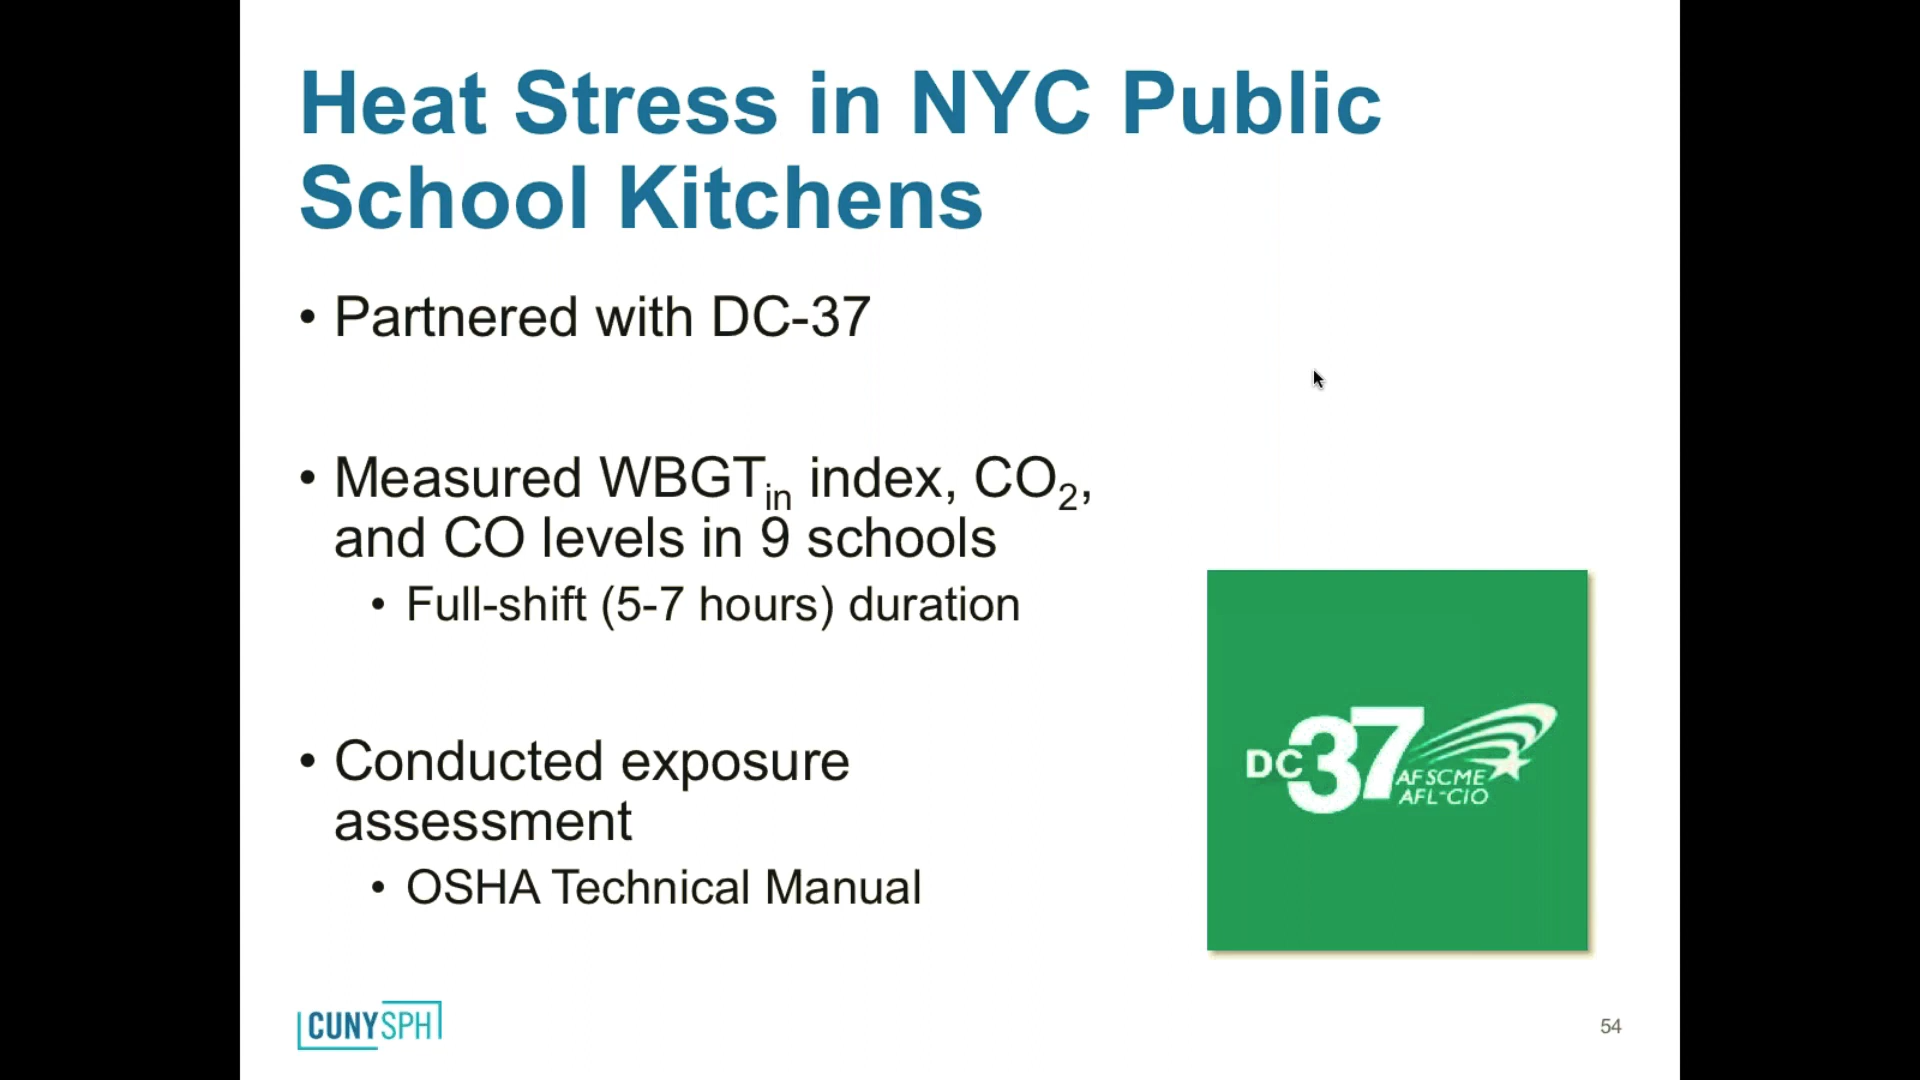 Heat Stress in NYC Public
School Kitchens
• Partnered with DC-37
• Measured WBGTin index, CO2,
and CO levels in 9 schools
• Full-shift (5-7 hours) duration
• Conducted exposure
assessment
• OSHA Technical Manual
DC37
AFSCME
AFL-CIO
CUNYSPH
54